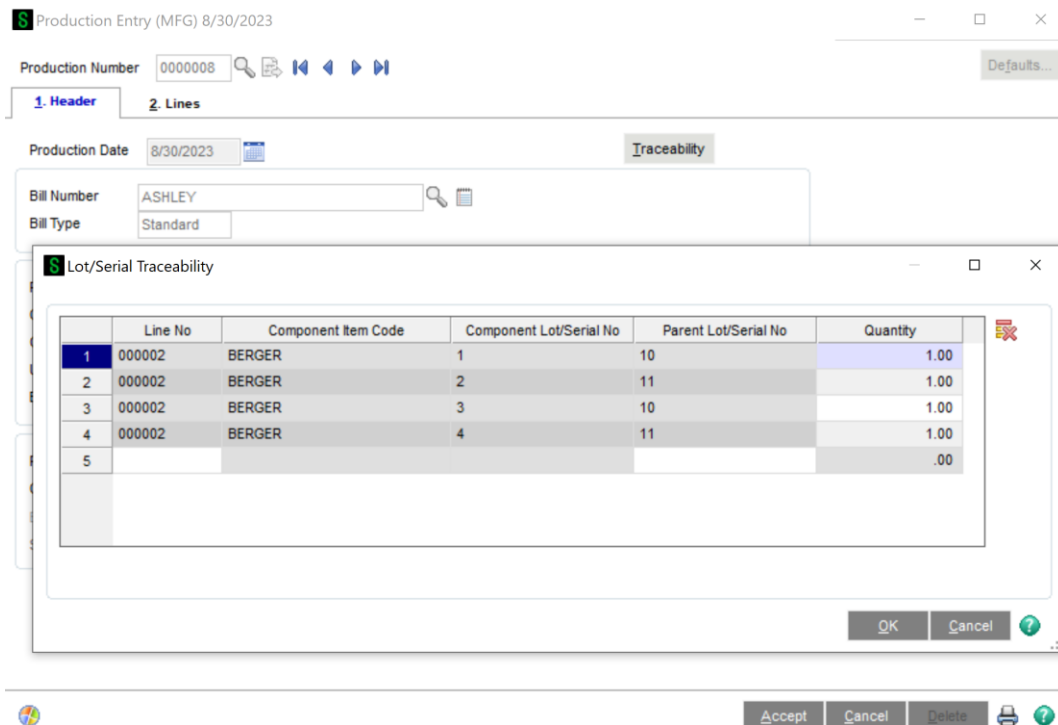 S Production Entry (MFG) 8/30/2023
Production Number 0000008
Defaults...
1. Header 2. Lines
Production Date 8/30/2023
Traceability
Bill Number ASHLEY
Bill Type Standard
S Lot/Serial Traceability
Line No Component Item Code Component Lot/Serial No Parent Lot/Serial No Quantity
1 000002 BERGER 1 10 1.00
2 000002 BERGER 2 11 1.00
3 000002 BERGER 3 10 1.00
4 000002 BERGER 4 11 1.00
5 .00
OK Cancel ?
Accept Cancel Delete ?